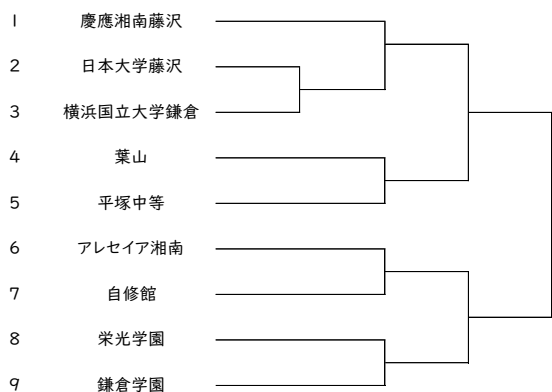 1 慶應湘南藤沢
2 日本大学藤沢
3 横浜国立大学鎌倉
4 葉山
5 平塚中等
6 アレセイア湘南
7 自修館
8 栄光学園
9 鎌倉学園